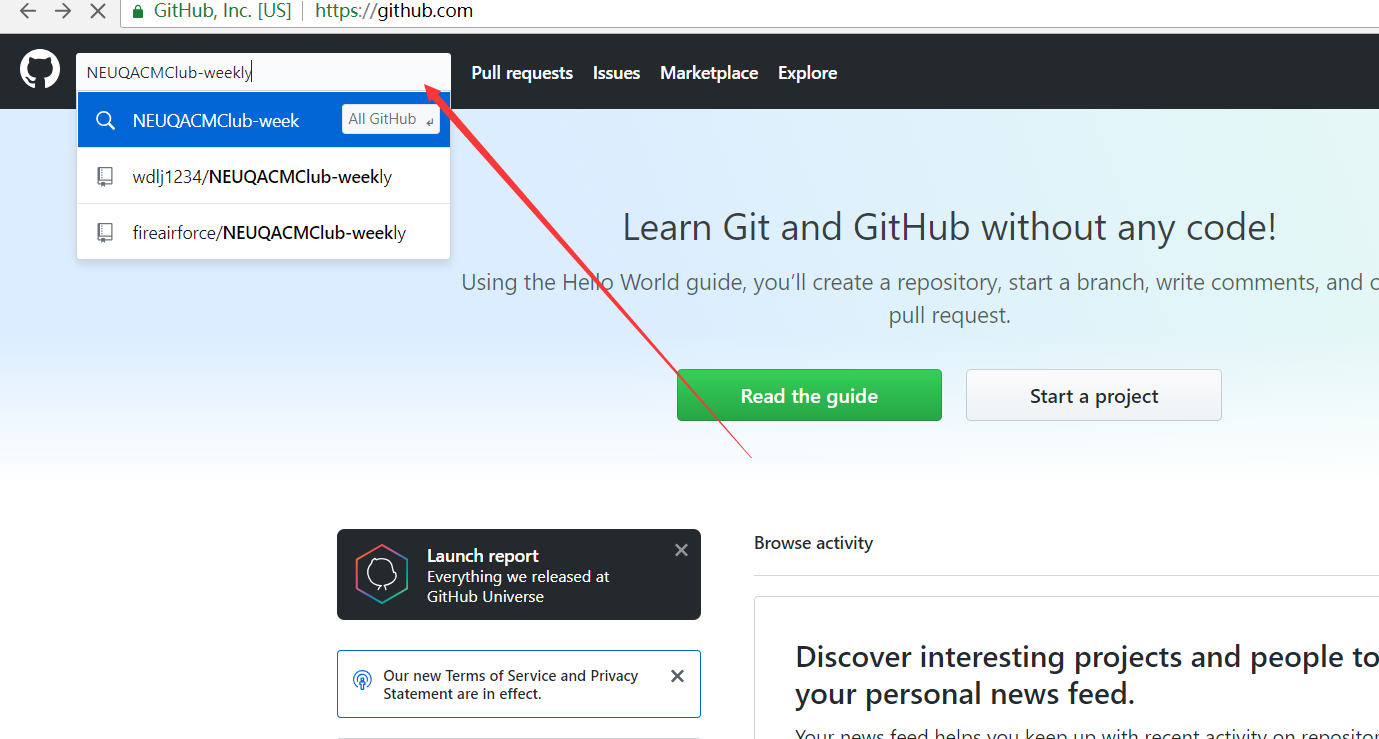 GitHub, Inc. [US] https://github.com
NEUQACMClub-weekly Pull requests Issues Marketplace Explore
NEUQACMClub-week All GitHub
wdlj1234/NEUQACMClub-weekly
fireairforce/NEUQACMClub-weekly
Learn Git and GitHub without any code!
Using the Hello World guide, you’ll create a repository, start a branch, write comments, and
pull request.
Read the guide Start a project
Launch report
Everything we released at
GitHub Universe
Browse activity
Our new Terms of Service and Privacy
Statement are in effect.
Discover interesting projects and people to
your personal news feed.
Your news feed helps you keep up with recent activity on